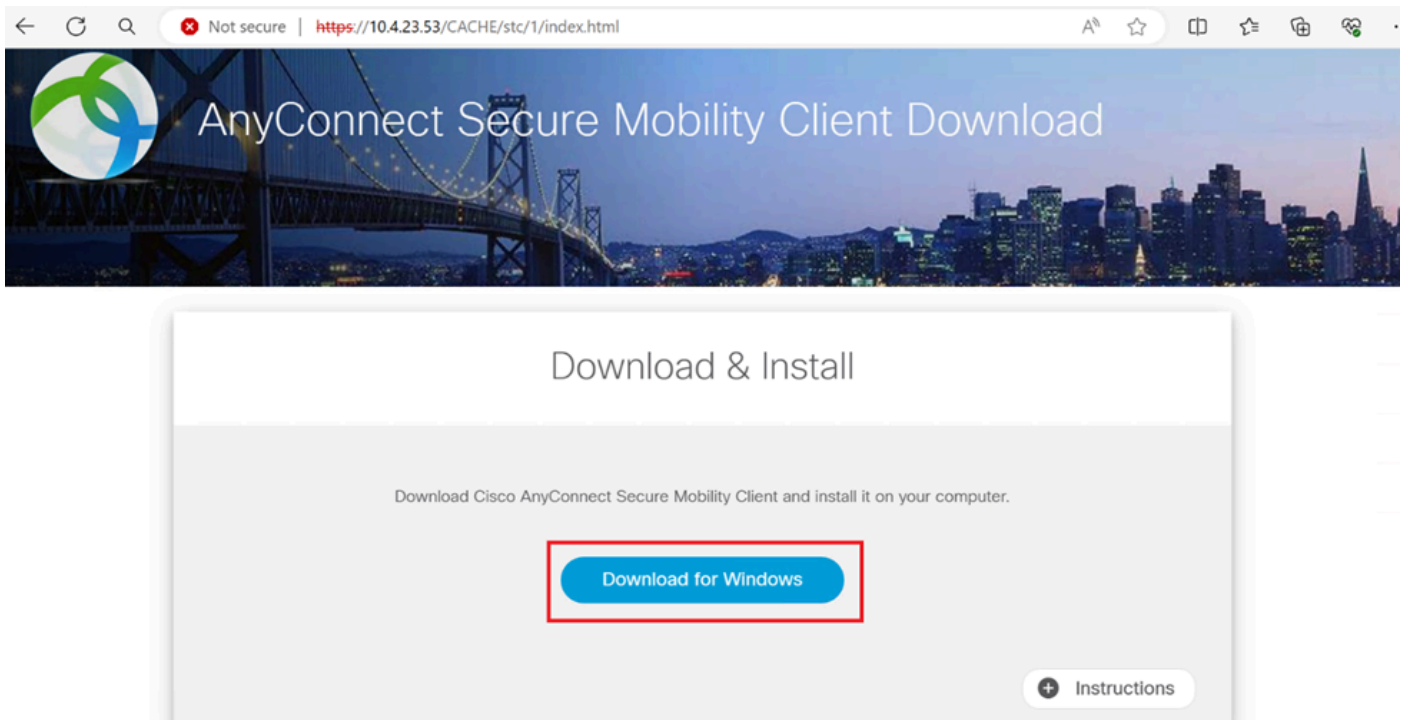 Not secure | https://10.4.23.53/CACHE/stc/1/index.html
AnyConnect Secure Mobility Client Download
Download & Install
Download Cisco AnyConnect Secure Mobility Client and install it on your computer.
Download for Windows
Instructions